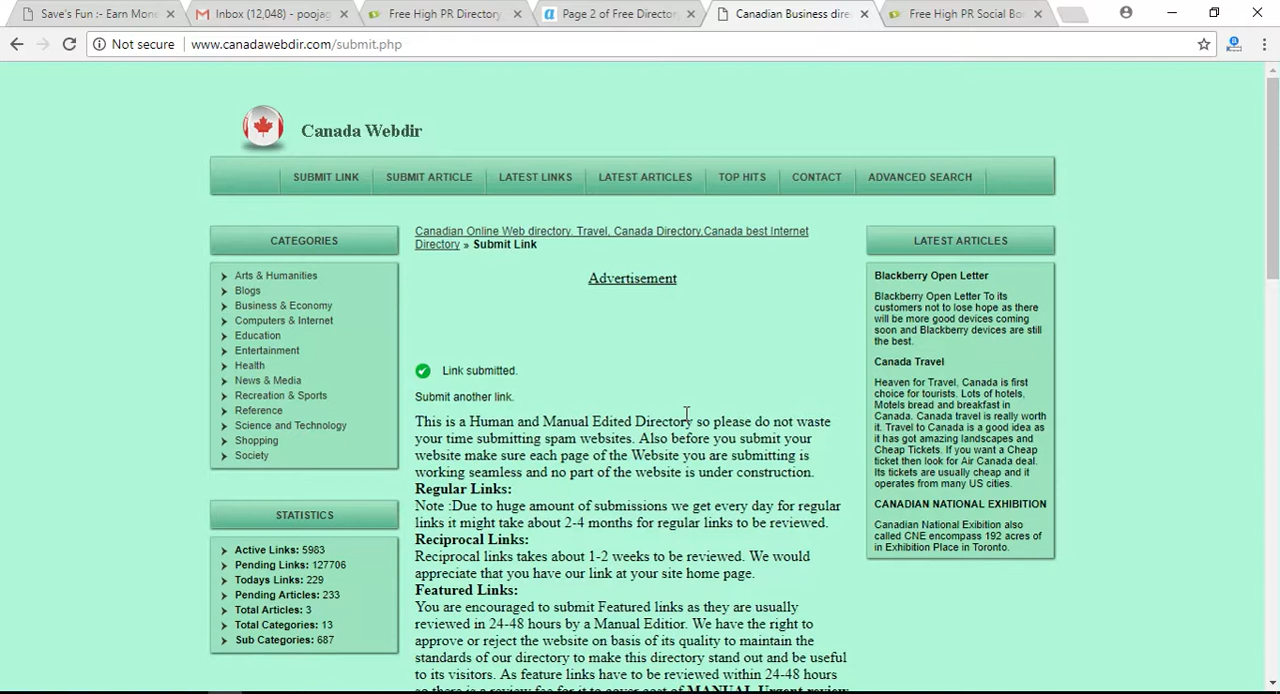 Save's Fun :- Earn Mone
Inbox (12,048) - poojag
Free High PR Directory
Page 2 of Free Director
Canadian Business dire
Free High PR Social Bo
Not secure
www.canadawebdir.com/submit.php
Canada Webdir
SUBMIT LINK
SUBMIT ARTICLE
LATEST LINKS
LATEST ARTICLES
TOP HITS
CONTACT
ADVANCED SEARCH
CATEGORIES
Arts & Humanities
Blogs
Business & Economy
Computers & Internet
Education
Entertainment
Health
News & Media
Recreation & Sports
Reference
Science and Technology
Shopping
Society
STATISTICS
Active Links: 5983
Pending Links: 127706
Todays Links: 229
Pending Articles: 233
Total Articles: 3
Total Categories: 13
Sub Categories: 687
Canadian Online Web directory, Travel, Canada Directory,Canada best Internet
Directory » Submit Link
Advertisement
Link submitted.
Submit another link.
This is a Human and Manual Edited Directory so please do not waste
your time submitting spam websites. Also before you submit your
website make sure each page of the Website you are submitting is
working seamless and no part of the website is under construction.
Regular Links:
Note :Due to huge amount of submissions we get every day for regular
links it might take about 2-4 months for regular links to be reviewed.
Reciprocal Links:
Reciprocal links takes about 1-2 weeks to be reviewed. We would
appreciate that you have our link at your site home page.
Featured Links:
You are encouraged to submit Featured links as they are usually
reviewed in 24-48 hours by a Manual Editior. We have the right to
approve or reject the website on basis of its quality to maintain the
standards of our directory to make this directory stand out and be useful
to its visitors. As feature links have to be reviewed within 24-48 hours
so there is a review fee for it to cover cost of MANUAL Urgent review
LATEST ARTICLES
Blackberry Open Letter
Blackberry Open Letter To its
customers not to lose hope as there
will be more good devices coming
soon and Blackberry devices are still
the best.
Canada Travel
Heaven for Travel, Canada is first
choice for tourists. Lots of hotels,
Motels bread and breakfast in
Canada. Canada travel is really worth
it. Travel to Canada is a good idea as
it has got amazing landscapes and
Cheap Tickets. If you want a Cheap
ticket then look for Air Canada deal.
Its tickets are usually cheap and it
operates from many US cities.
CANADIAN NATIONAL EXHIBITION
Canadian National Exibition also
called CNE encompass 192 acres of
in Exhibition Place in Toronto.